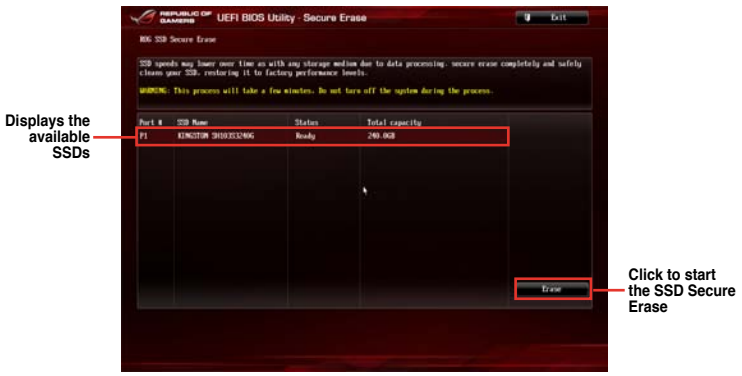 REPUBLIC OF GAMERS UEFI BIOS Utility - Secure Erase
Exit
ROG SSD Secure Erase
SSD speeds may lower over time as with any storage medium due to data processing. secure erase completely and safely
cleans your SSD, restoring it to factory performance levels.
WARNING: This process will take a few minutes. Do not turn off the system during the process.
Port # SSD Name Status Total capacity
P1 KINGSTON SH103S3240G Ready 240.0GB
Displays the
available
SSDs
Erase
Click to start
the SSD Secure
Erase